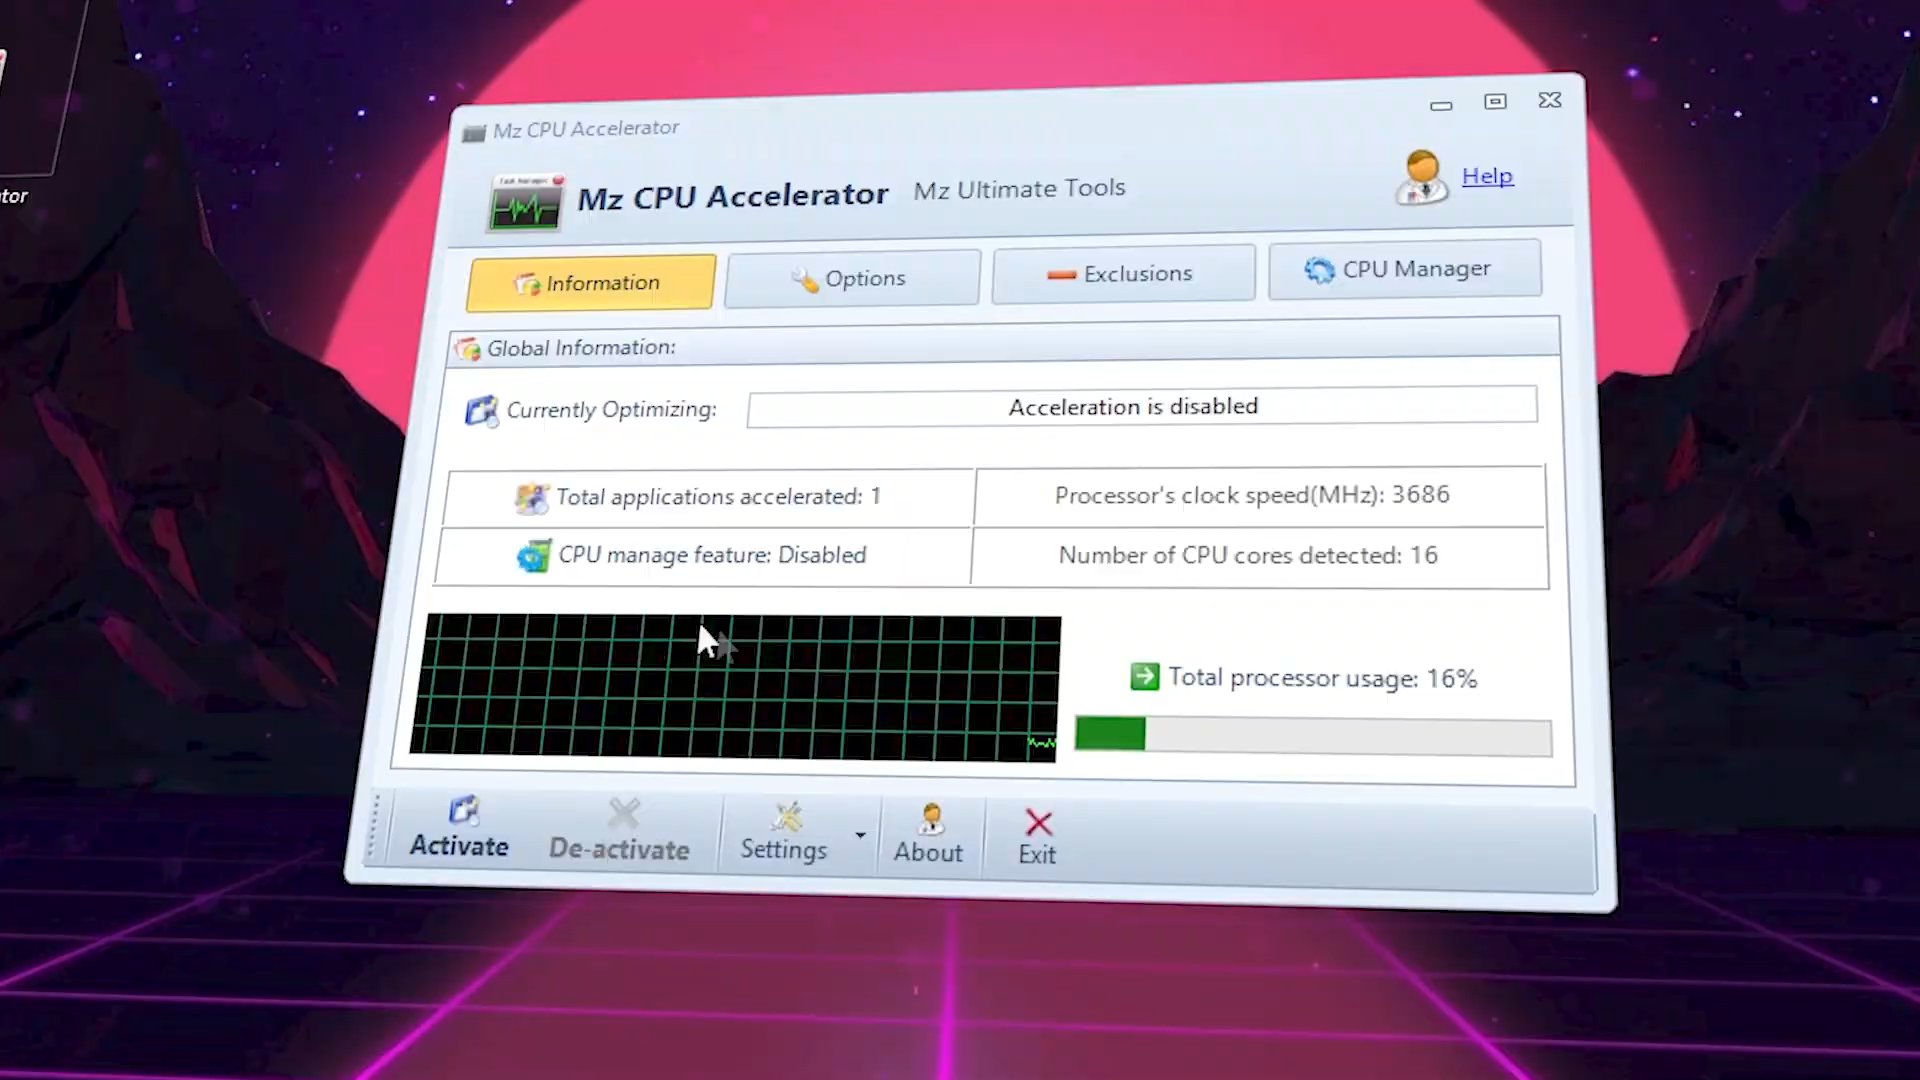 tor
Mz CPU Accelerator
Mz CPU Accelerator
Mz Ultimate Tools
Help
Information
Options
Exclusions
CPU Manager
Global Information:
Currently Optimizing:
Acceleration is disabled
Total applications accelerated: 1
Processor's clock speed(MHz): 3686
CPU manage feature: Disabled
Number of CPU cores detected: 16
Total processor usage: 16%
Activate
De-activate
Settings
About
Exit